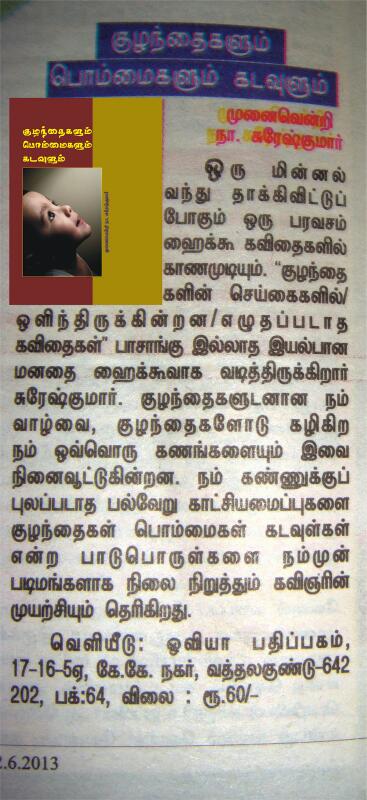 குழந்தைகளும்
பொம்மைகளும் கடவுளும்
முனைவென்றி
நா. சுரேஷ்குமார்
குழந்தைகளும்
பொம்மைகளும்
கடவுளும்
ஒரு மின்னல்
வந்து தாக்கிவிட்டுப்
போகும் ஒரு பரவசம்
ஹைக்கூ கவிதைகளில்
காணமுடியும். "குழந்தை
களின் செய்கைகளில்/
ஒளிந்திருக்கின்றன/எழுதப்படாத
கவிதைகள்" பாசாங்கு இல்லாத இயல்பான
மனதை ஹைக்கூவாக வடித்திருக்கிறார்
சுரேஷ்குமார். குழந்தைகளுடனான நம்
வாழ்வை, குழந்தைகளோடு கழிகிற
நம் ஒவ்வொரு கணங்களையும் இவை
நினைவூட்டுகின்றன. நம் கண்ணுக்குப்
புலப்படாத பல்வேறு காட்சியமைப்புகளை
குழந்தைகள் பொம்மைகள் கடவுள்கள்
என்ற பாடுபொருள்களை நம்முன்
படிமங்களாக நிலை நிறுத்தும் கவிஞரின்
முயற்சியும் தெரிகிறது.
வெளியீடு: ஓவியா பதிப்பகம்,
17-16-5ஏ, கே.கே. நகர், வத்தலகுண்டு-642
202, பக்:64, விலை : ரூ.60/-
2.6.2013